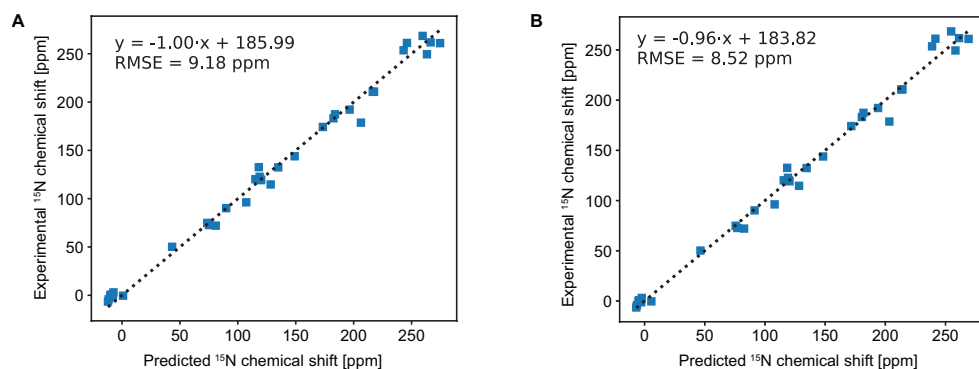 A
y = -1.00·x + 185.99
RMSE = 9.18 ppm
Experimental ¹⁵N chemical shift [ppm]
250
200
150
100
50
0
0 50 100 150 200 250
Predicted ¹⁵N chemical shift [ppm]
B
y = -0.96·x + 183.82
RMSE = 8.52 ppm
Experimental ¹⁵N chemical shift [ppm]
250
200
150
100
50
0
0 50 100 150 200 250
Predicted ¹⁵N chemical shift [ppm]